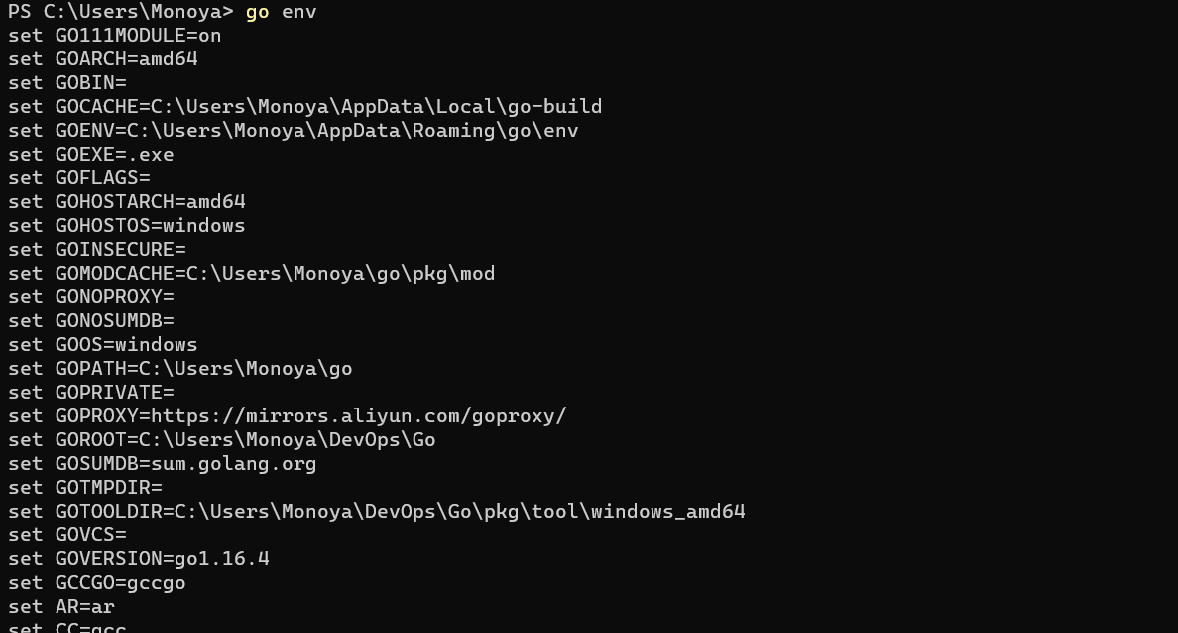 PS C:\Users\Monoya> go env
set GO111MODULE=on
set GOARCH=amd64
set GOBIN=
set GOCACHE=C:\Users\Monoya\AppData\Local\go-build
set GOENV=C:\Users\Monoya\AppData\Roaming\go\env
set GOEXE=.exe
set GOFLAGS=
set GOHOSTARCH=amd64
set GOHOSTOS=windows
set GOINSECURE=
set GOMODCACHE=C:\Users\Monoya\go\pkg\mod
set GONOPROXY=
set GONOSUMDB=
set GOOS=windows
set GOPATH=C:\Users\Monoya\go
set GOPRIVATE=
set GOPROXY=https://mirrors.aliyun.com/goproxy/
set GOROOT=C:\Users\Monoya\DevOps\Go
set GOSUMDB=sum.golang.org
set GOTMPDIR=
set GOTOOLDIR=C:\Users\Monoya\DevOps\Go\pkg\tool\windows_amd64
set GOVCS=
set GOVERSION=go1.16.4
set GCCGO=gccgo
set AR=ar
set CC=gcc